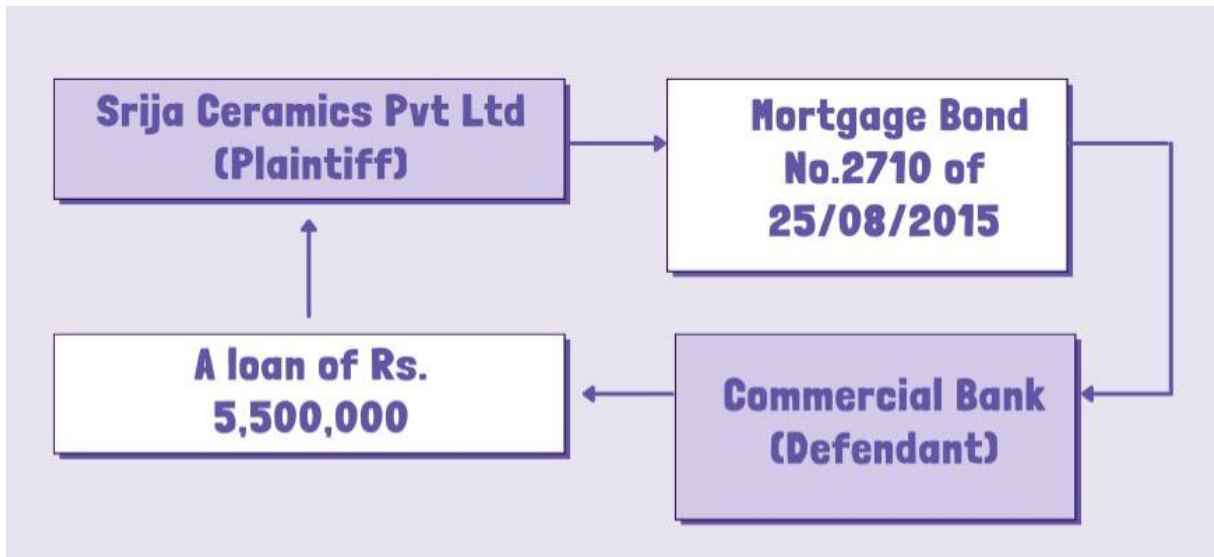 Srija Ceramics Pvt Ltd
(Plaintiff)
Mortgage Bond
No.2710 of
25/08/2015
A loan of Rs.
5,500,000
Commercial Bank
(Defendant)